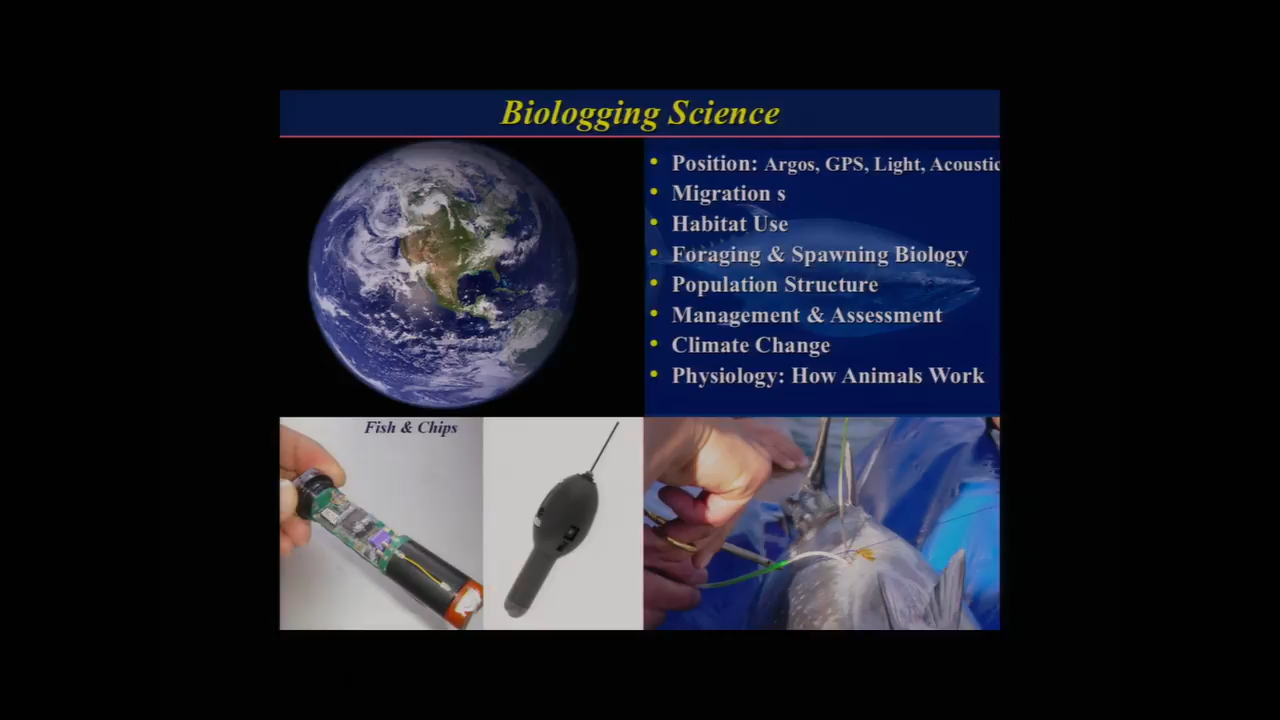 Biologging Science
• Position: Argos, GPS, Light, Acoustic
• Migration s
• Habitat Use
• Foraging & Spawning Biology
• Population Structure
• Management & Assessment
• Climate Change
• Physiology: How Animals Work
Fish & Chips